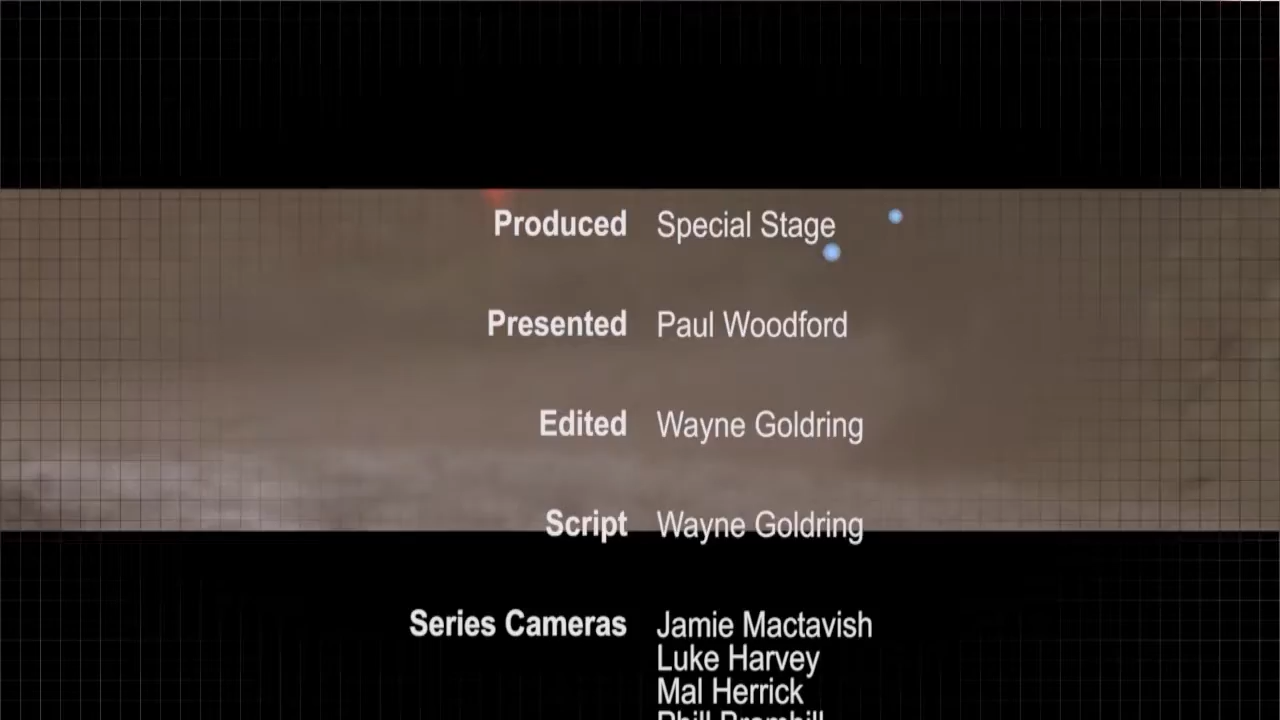 Produced Special Stage
Presented Paul Woodford
Edited Wayne Goldring
Script Wayne Goldring
Series Cameras Jamie Mactavish
Luke Harvey
Mal Herrick